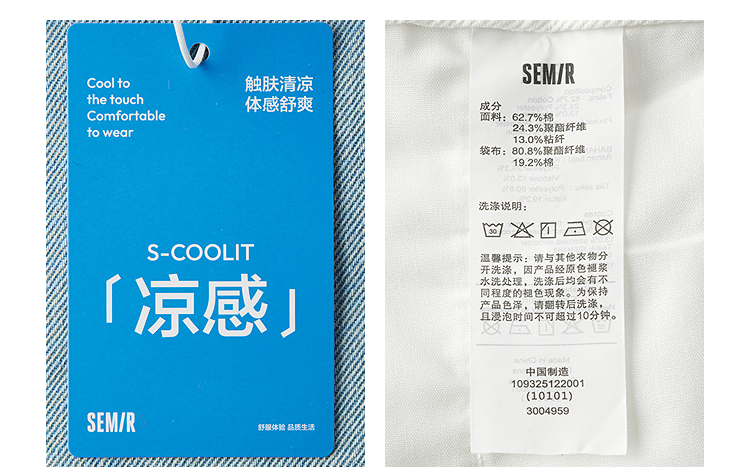 Cool to
the touch
Comfortable
to wear
触肤清凉
体感舒爽
S-COOLIT
「凉感」
SEMIR
舒服体验 品质生活
SEMIR
成分
面料：62.7%棉
24.3%聚酯纤维
13.0%粘纤
袋布：80.8%聚酯纤维
19.2%棉
洗涤说明：
30
温馨提示：请与其他衣物分
开洗涤，因产品经原色褪浆
水洗处理，洗涤后均会有不
同程度的褪色现象。为保持
产品色泽，请翻转后洗涤，
且浸泡时间不可超过10分钟。
中国制造
109325122001
(10101)
3004959